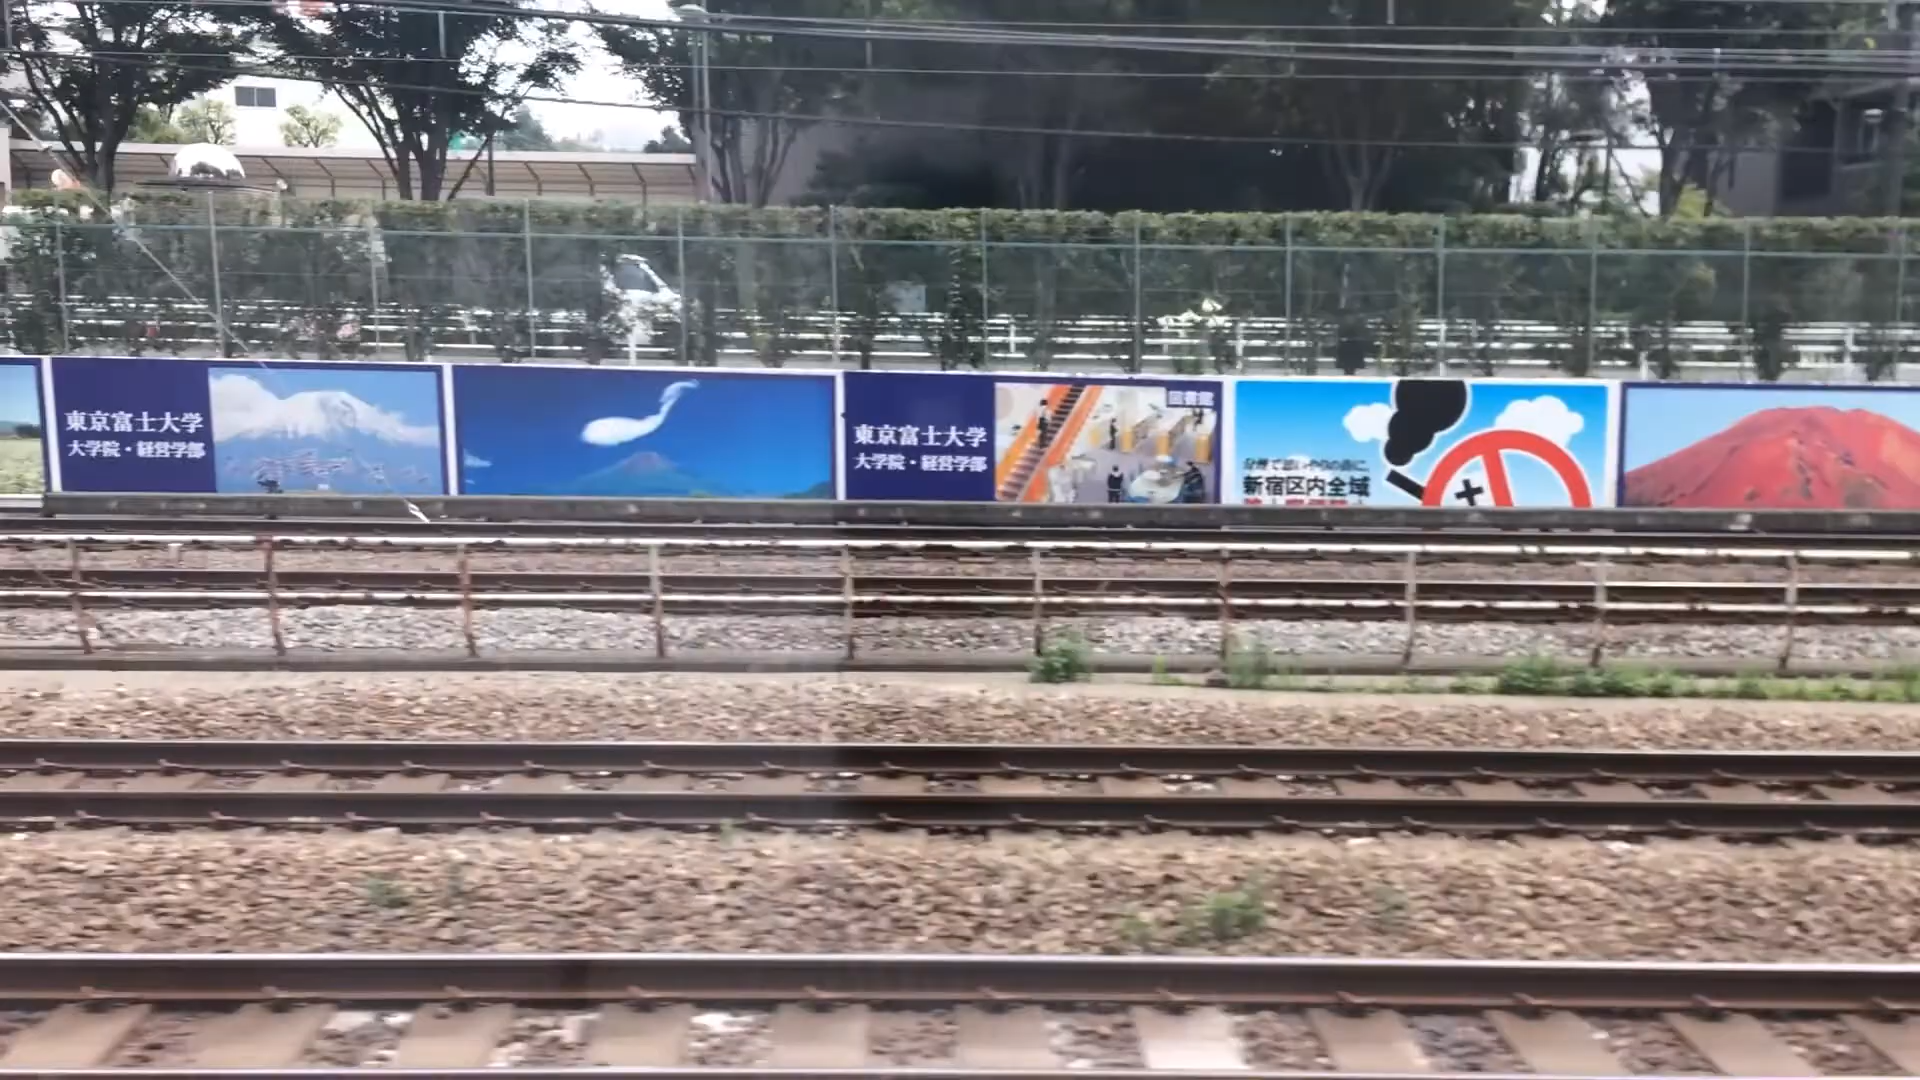 東京富士大学
大学院・経営学部
東京富士大学
大学院・経営学部
図書館
新宿区内全域